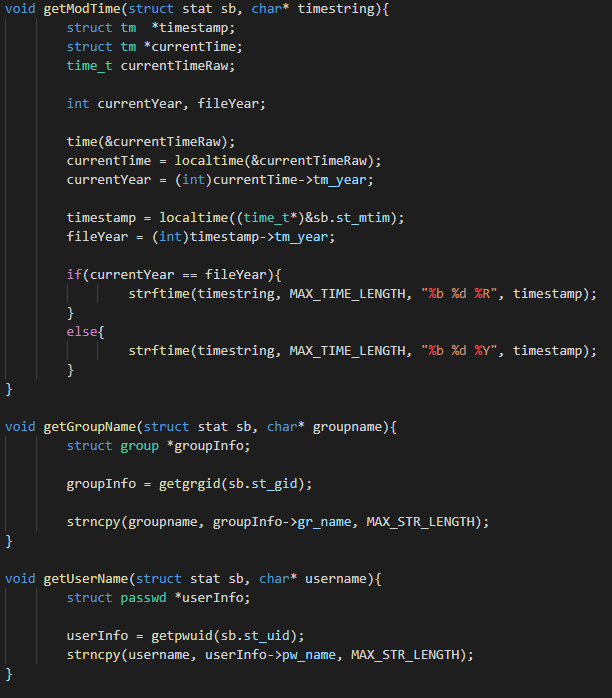 void getModTime(struct stat sb, char* timestring){
        struct tm  *timestamp;
        struct tm *currentTime;
        time_t currentTimeRaw;

        int currentYear, fileYear;

        time(&currentTimeRaw);
        currentTime = localtime(&currentTimeRaw);
        currentYear = (int)currentTime->tm_year;

        timestamp = localtime((time_t*)&sb.st_mtim);
        fileYear = (int)timestamp->tm_year;

        if(currentYear == fileYear){
                strftime(timestring, MAX_TIME_LENGTH, "%b %d %R", timestamp);
        }
        else{
                strftime(timestring, MAX_TIME_LENGTH, "%b %d %Y", timestamp);
        }
}

void getGroupName(struct stat sb, char* groupname){
        struct group *groupInfo;

        groupInfo = getgrgid(sb.st_gid);

        strncpy(groupname, groupInfo->gr_name, MAX_STR_LENGTH);
}

void getUserName(struct stat sb, char* username){
        struct passwd *userInfo;

        userInfo = getpwuid(sb.st_uid);
        strncpy(username, userInfo->pw_name, MAX_STR_LENGTH);
}